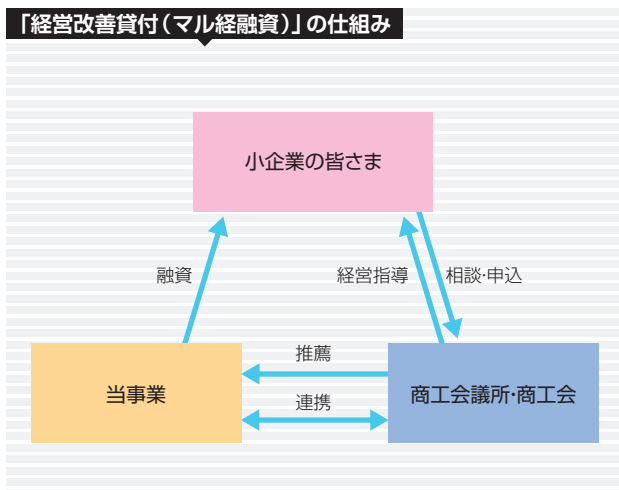 「経営改善貸付（マル経融資）」の仕組み
小企業の皆さま
融資
経営指導
相談・申込
推薦
当事業
商工会議所・商工会
連携